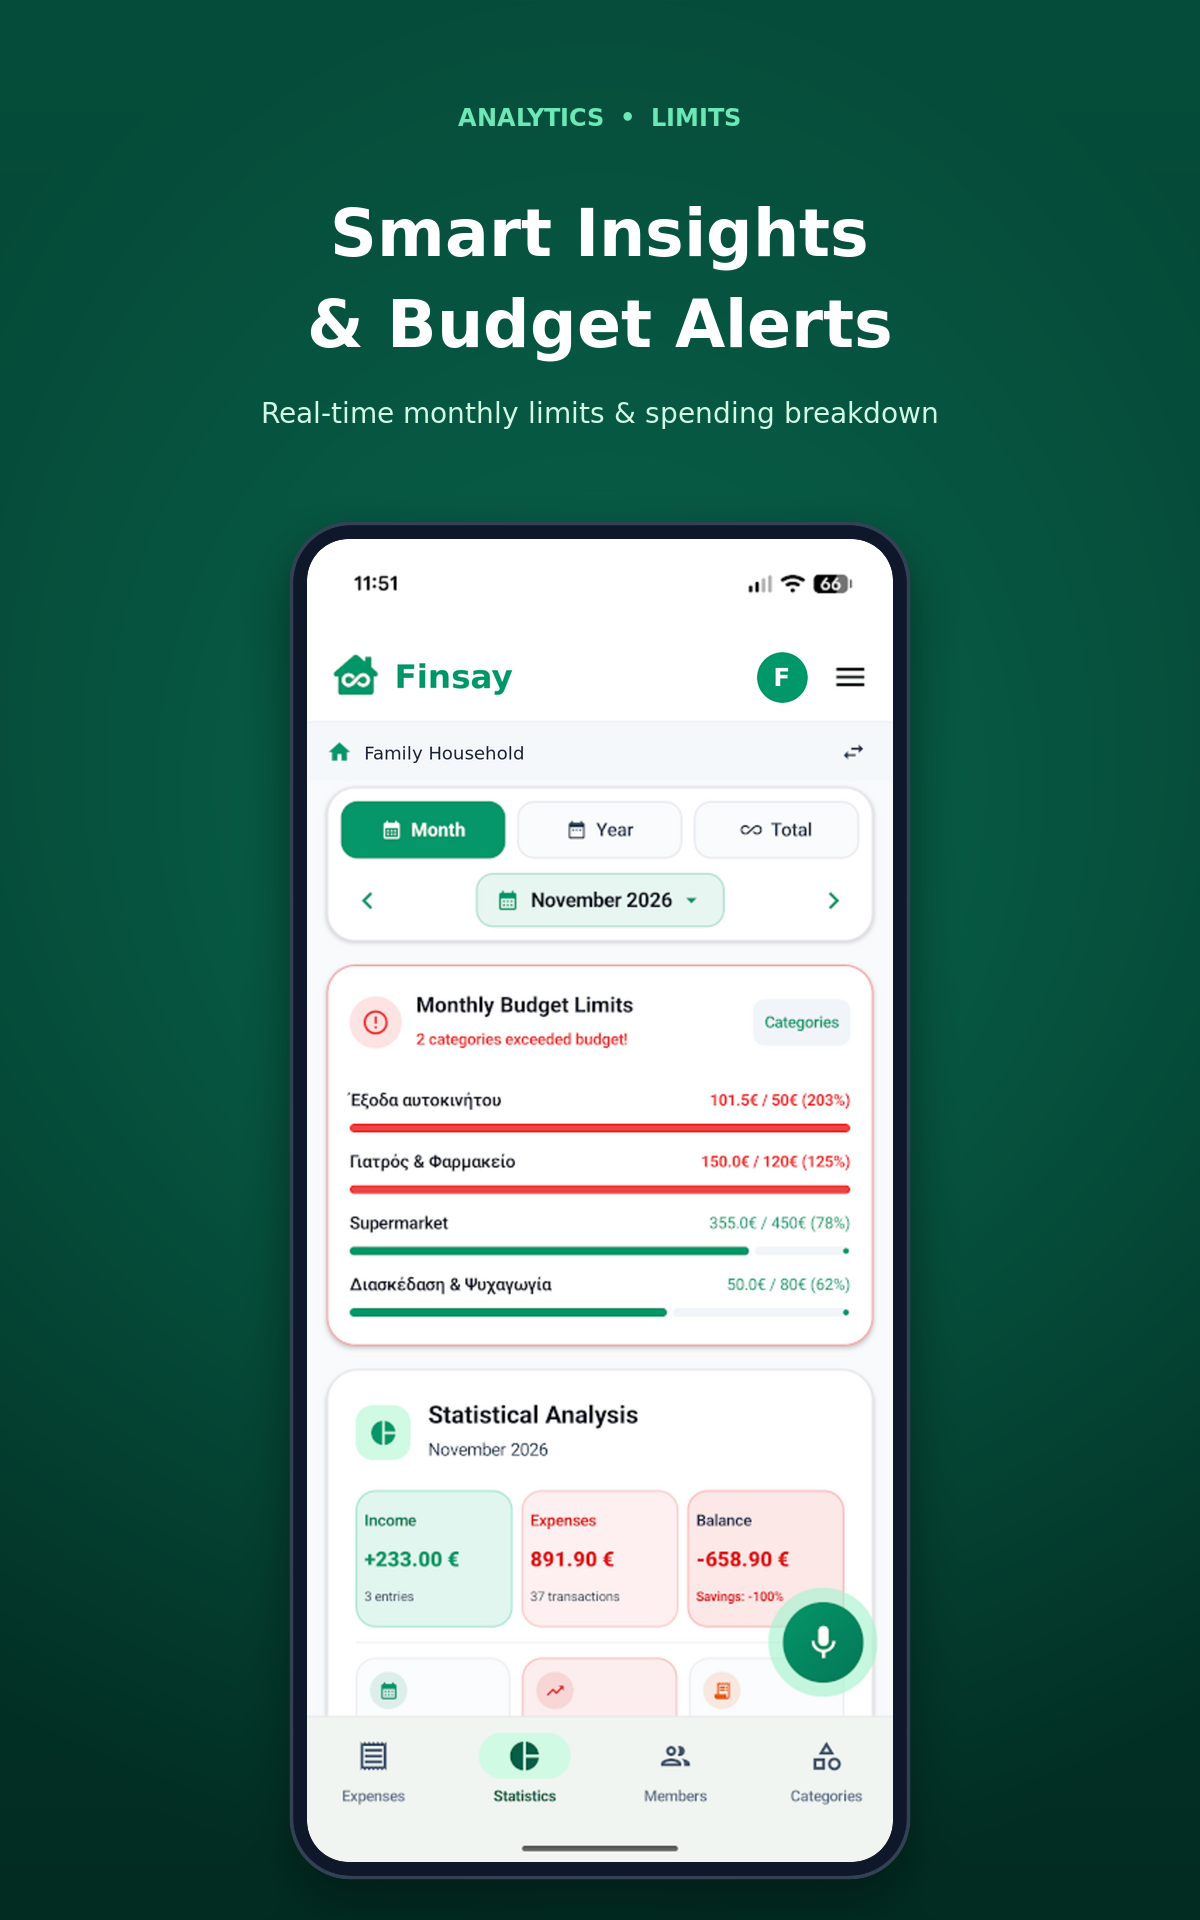 ANALYTICS • LIMITS
Smart Insights
& Budget Alerts
Real-time monthly limits & spending breakdown
11:51
66
Finsay
F
Family Household
Month
Year
Total
November 2026
Monthly Budget Limits
2 categories exceeded budget!
Categories
Έξοδα αυτοκινήτου
101.5€ / 50€ (203%)
Γιατρός & Φαρμακείο
150.0€ / 120€ (125%)
Supermarket
355.0€ / 450€ (78%)
Διασκέδαση & Ψυχαγωγία
50.0€ / 80€ (62%)
Statistical Analysis
November 2026
Income
+233.00 €
3 entries
Expenses
891.90 €
37 transactions
Balance
-658.90 €
Savings: -100%
Expenses
Statistics
Members
Categories